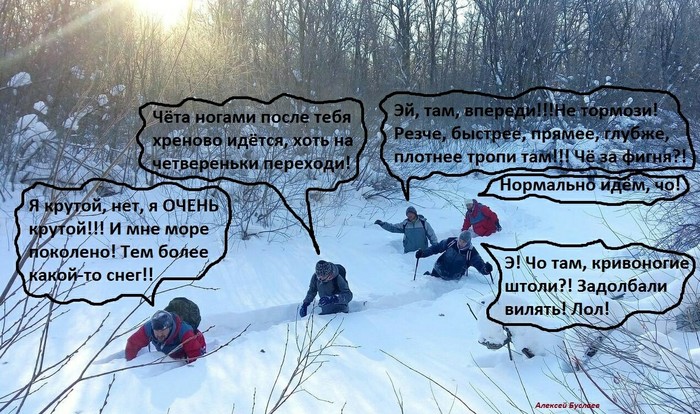 Чёта ногами после тебя
хреново идётся, хоть на
четвереньки переходи!
Эй, там, впереди!!!Не тормози!
Резче, быстрее, прямее, глубже,
плотнее тропи там!!! Чё за фигня?!
Нормально идём, чо!
Я крутой, нет, я ОЧЕНЬ
крутой!!! И мне море
поколено! Тем более
какой-то снег!!
Э! Чо там, кривоногие
штоли?! Задолбали
вилять! Лол!
Алексей Буслаев